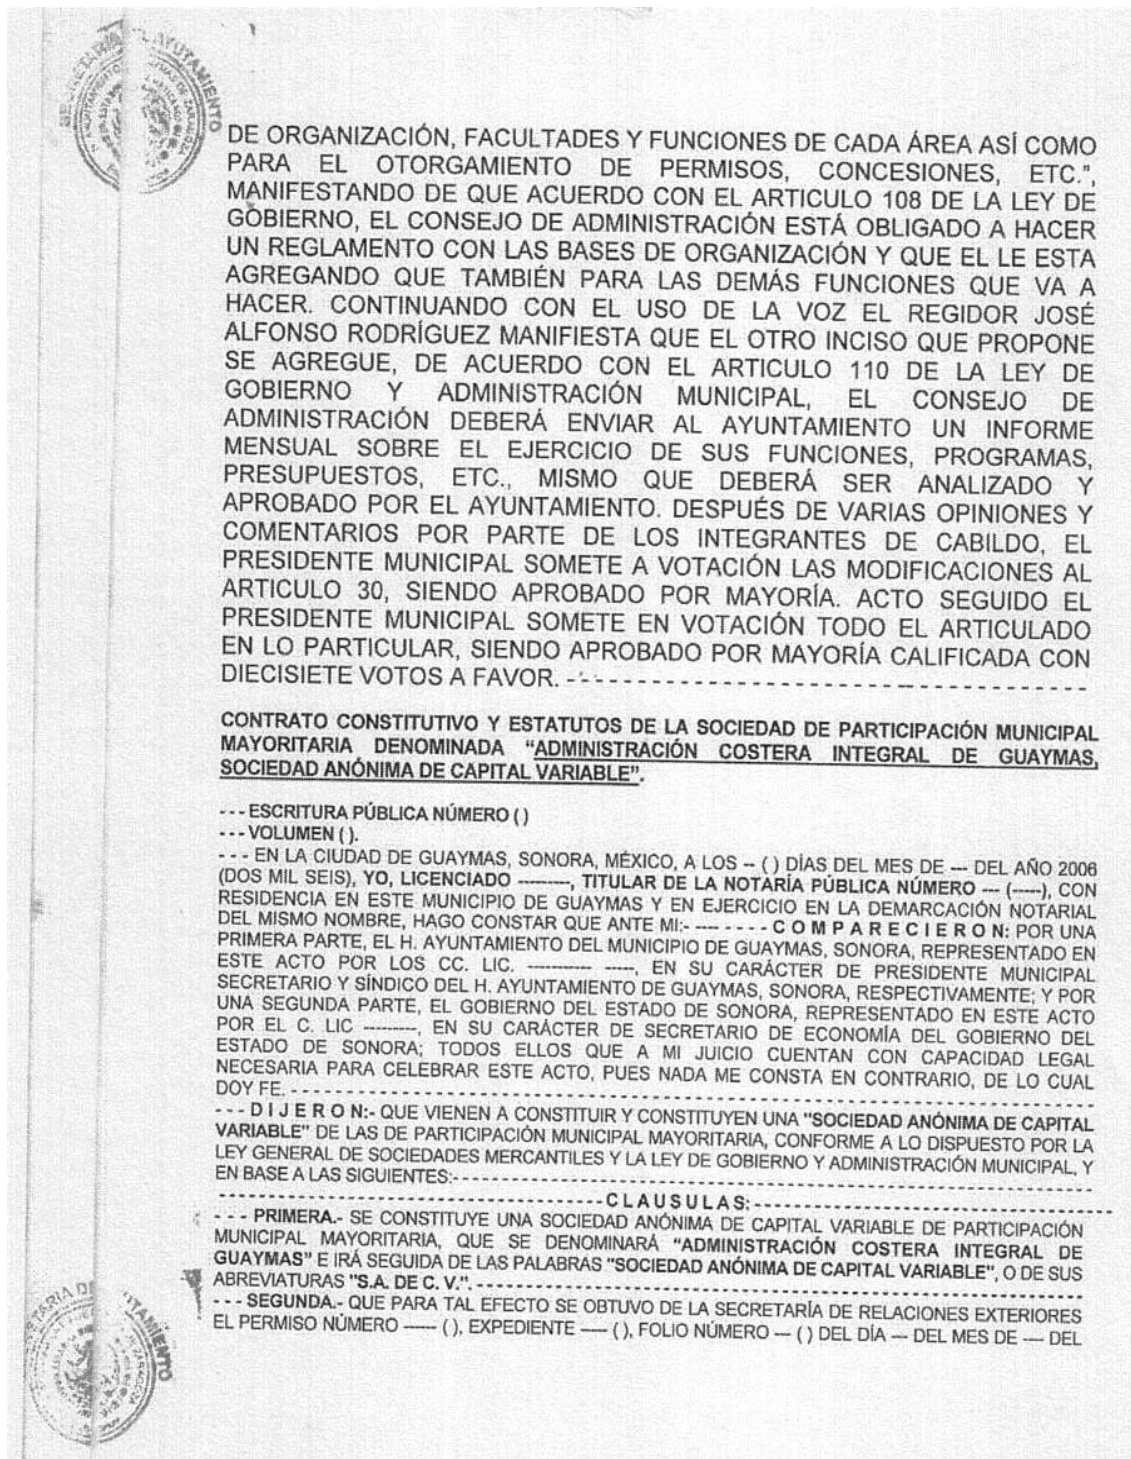 SECRETARIA DEL AYUNTAMIENTO
DE ORGANIZACIÓN, FACULTADES Y FUNCIONES DE CADA ÁREA ASÍ COMO
PARA EL OTORGAMIENTO DE PERMISOS, CONCESIONES, ETC.",
MANIFESTANDO DE QUE ACUERDO CON EL ARTICULO 108 DE LA LEY DE
GOBIERNO, EL CONSEJO DE ADMINISTRACIÓN ESTÁ OBLIGADO A HACER
UN REGLAMENTO CON LAS BASES DE ORGANIZACIÓN Y QUE EL LE ESTA
AGREGANDO QUE TAMBIÉN PARA LAS DEMÁS FUNCIONES QUE VA A
HACER. CONTINUANDO CON EL USO DE LA VOZ EL REGIDOR JOSÉ
ALFONSO RODRÍGUEZ MANIFIESTA QUE EL OTRO INCISO QUE PROPONE
SE AGREGUE, DE ACUERDO CON EL ARTICULO 110 DE LA LEY DE
GOBIERNO Y ADMINISTRACIÓN MUNICIPAL, EL CONSEJO DE
ADMINISTRACIÓN DEBERÁ ENVIAR AL AYUNTAMIENTO UN INFORME
MENSUAL SOBRE EL EJERCICIO DE SUS FUNCIONES, PROGRAMAS,
PRESUPUESTOS, ETC., MISMO QUE DEBERÁ SER ANALIZADO Y
APROBADO POR EL AYUNTAMIENTO. DESPUÉS DE VARIAS OPINIONES Y
COMENTARIOS POR PARTE DE LOS INTEGRANTES DE CABILDO, EL
PRESIDENTE MUNICIPAL SOMETE A VOTACIÓN LAS MODIFICACIONES AL
ARTICULO 30, SIENDO APROBADO POR MAYORÍA. ACTO SEGUIDO EL
PRESIDENTE MUNICIPAL SOMETE EN VOTACIÓN TODO EL ARTICULADO
EN LO PARTICULAR, SIENDO APROBADO POR MAYORÍA CALIFICADA CON
DIECISIETE VOTOS A FAVOR. - - - - - - - - - - - - - - - - - - - - - - - - - - - - - - - - - - -
CONTRATO CONSTITUTIVO Y ESTATUTOS DE LA SOCIEDAD DE PARTICIPACIÓN MUNICIPAL
MAYORITARIA DENOMINADA "ADMINISTRACIÓN COSTERA INTEGRAL DE GUAYMAS,
SOCIEDAD ANÓNIMA DE CAPITAL VARIABLE".
- - - ESCRITURA PÚBLICA NÚMERO ( )
- - - VOLUMEN ( ).
- - - EN LA CIUDAD DE GUAYMAS, SONORA, MÉXICO, A LOS -- ( ) DÍAS DEL MES DE --- DEL AÑO 2006
(DOS MIL SEIS), YO, LICENCIADO ---------, TITULAR DE LA NOTARÍA PÚBLICA NÚMERO --- (-----), CON
RESIDENCIA EN ESTE MUNICIPIO DE GUAYMAS Y EN EJERCICIO EN LA DEMARCACIÓN NOTARIAL
DEL MISMO NOMBRE, HAGO CONSTAR QUE ANTE MI:- ---- - - - - C O M P A R E C I E R O N: POR UNA
PRIMERA PARTE, EL H. AYUNTAMIENTO DEL MUNICIPIO DE GUAYMAS, SONORA, REPRESENTADO EN
ESTE ACTO POR LOS CC. LIC. ---------- -----, EN SU CARÁCTER DE PRESIDENTE MUNICIPAL
SECRETARIO Y SÍNDICO DEL H. AYUNTAMIENTO DE GUAYMAS, SONORA, RESPECTIVAMENTE; Y POR
UNA SEGUNDA PARTE, EL GOBIERNO DEL ESTADO DE SONORA, REPRESENTADO EN ESTE ACTO
POR EL C. LIC ---------, EN SU CARÁCTER DE SECRETARIO DE ECONOMÍA DEL GOBIERNO DEL
ESTADO DE SONORA; TODOS ELLOS QUE A MI JUICIO CUENTAN CON CAPACIDAD LEGAL
NECESARIA PARA CELEBRAR ESTE ACTO, PUES NADA ME CONSTA EN CONTRARIO, DE LO CUAL
DOY FE. - - - - - - - - - - - - - - - - - - - - - - - - - - - - - - - - - - - - - - - - - - - - - - - - - -
- - - D I J E R O N:- QUE VIENEN A CONSTITUIR Y CONSTITUYEN UNA "SOCIEDAD ANÓNIMA DE CAPITAL
VARIABLE" DE LAS DE PARTICIPACIÓN MUNICIPAL MAYORITARIA, CONFORME A LO DISPUESTO POR LA
LEY GENERAL DE SOCIEDADES MERCANTILES Y LA LEY DE GOBIERNO Y ADMINISTRACIÓN MUNICIPAL, Y
EN BASE A LAS SIGUIENTES:- - - - - - - - - - - - - - - - - - - - - - - - - - - - - - - - - - - - - - -
- - - - - - - - - - - - - - - - - - - - - - - - C L A U S U L A S: - - - - - - - - - - - - - - - - - - - - - -
- - - PRIMERA.- SE CONSTITUYE UNA SOCIEDAD ANÓNIMA DE CAPITAL VARIABLE DE PARTICIPACIÓN
MUNICIPAL MAYORITARIA, QUE SE DENOMINARÁ "ADMINISTRACIÓN COSTERA INTEGRAL DE
GUAYMAS" E IRÁ SEGUIDA DE LAS PALABRAS "SOCIEDAD ANÓNIMA DE CAPITAL VARIABLE", O DE SUS
ABREVIATURAS "S.A. DE C. V.". - - - - - - - - - - - - - - - - - - - - - - - - - - - - - - - - - - - -
- - - SEGUNDA.- QUE PARA TAL EFECTO SE OBTUVO DE LA SECRETARÍA DE RELACIONES EXTERIORES
EL PERMISO NÚMERO ----- ( ), EXPEDIENTE ---- ( ), FOLIO NÚMERO --- ( ) DEL DÍA --- DEL MES DE ---- DEL